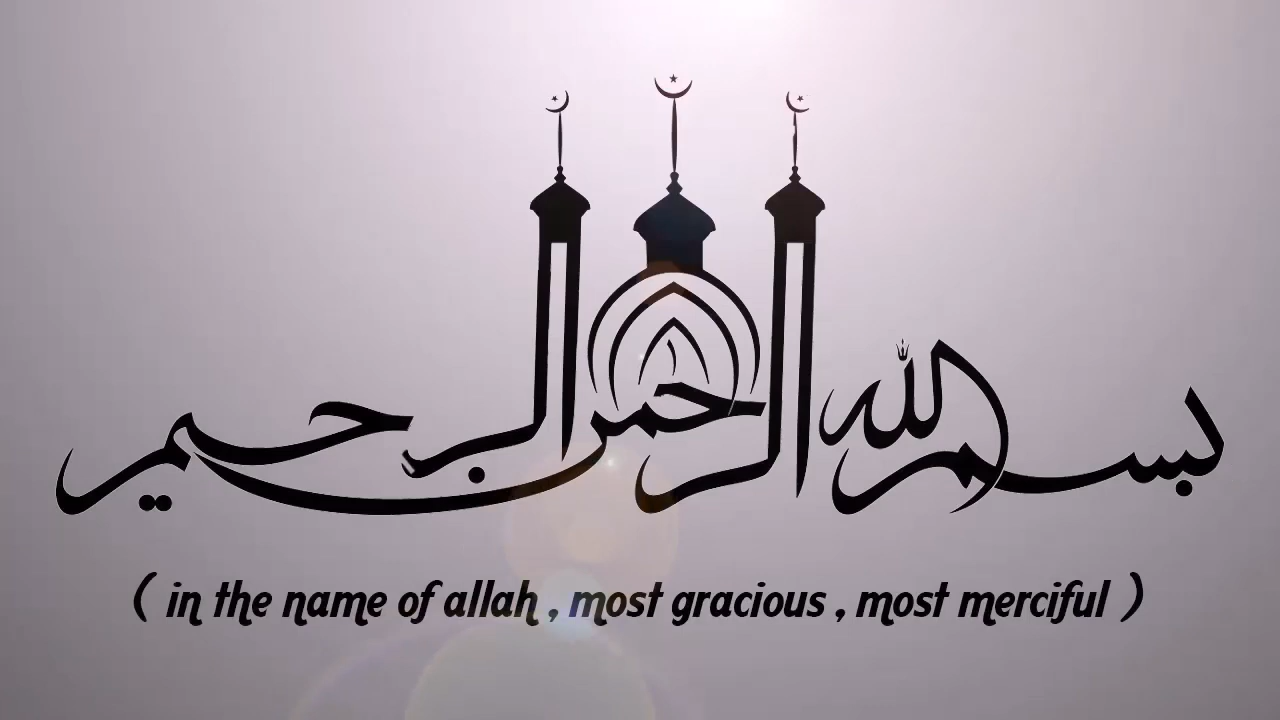 بسم الله الرحمن الرحيم
( in the name of allah , most gracious , most merciful )